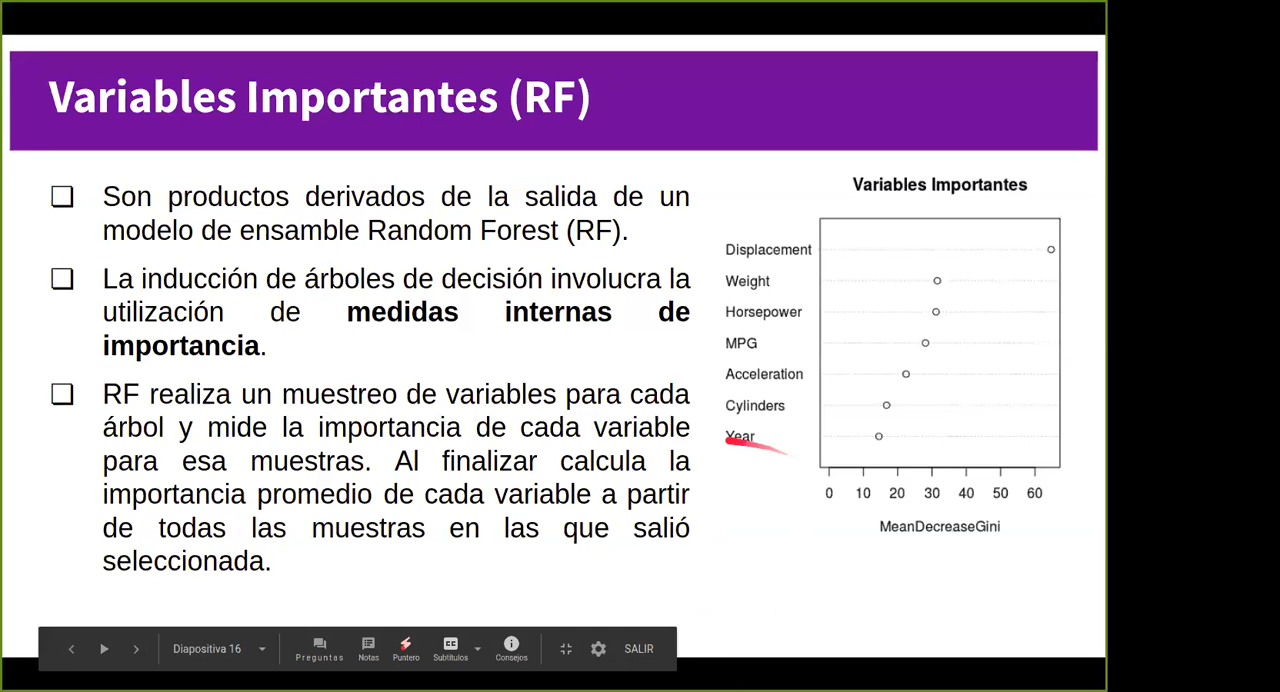 Variables Importantes (RF)
❑ Son productos derivados de la salida de un
modelo de ensamble Random Forest (RF).
❑ La inducción de árboles de decisión involucra la
utilización de medidas internas de
importancia.
❑ RF realiza un muestreo de variables para cada
árbol y mide la importancia de cada variable
para esa muestras. Al finalizar calcula la
importancia promedio de cada variable a partir
de todas las muestras en las que salió
seleccionada.
Variables Importantes
Displacement
Weight
Horsepower
MPG
Acceleration
Cylinders
Year
0 10 20 30 40 50 60
MeanDecreaseGini
Diapositiva 16
Preguntas
Notas
Puntero
Subtítulos
Consejos
SALIR